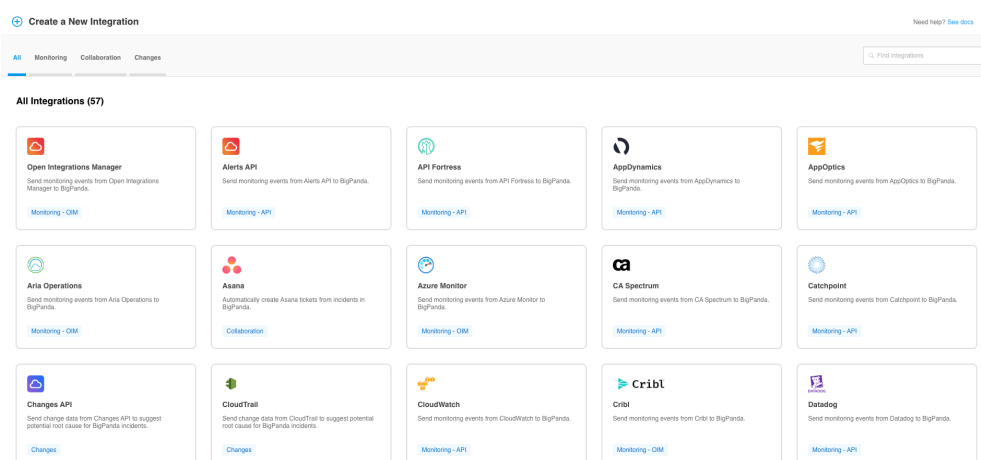 Create a New Integration
Need help? See docs
All
Monitoring
Collaboration
Changes
Find integrations
All Integrations (57)
Open Integrations Manager
Send monitoring events from Open Integrations
Manager to BigPanda.
Monitoring - OIM
Alerts API
Send monitoring events from Alerts API to BigPanda.
Monitoring - API
API Fortress
Send monitoring events from API Fortress to BigPanda.
Monitoring - API
AppDynamics
Send monitoring events from AppDynamics to
BigPanda.
Monitoring - API
AppOptics
Send monitoring events from AppOptics to BigPanda.
Monitoring - API
Aria Operations
Send monitoring events from Aria Operations to
BigPanda.
Monitoring - OIM
Asana
Automatically create Asana tickets from incidents in
BigPanda.
Collaboration
Azure Monitor
Send monitoring events from Azure Monitor to
BigPanda.
Monitoring - OIM
ca
CA Spectrum
Send monitoring events from CA Spectrum to BigPanda.
Monitoring - API
Catchpoint
Send monitoring events from Catchpoint to BigPanda.
Monitoring - API
Changes API
Send change data from Changes API to suggest
potential root cause for BigPanda incidents.
Changes
CloudTrail
Send change data from CloudTrail to suggest potential
root cause for BigPanda incidents.
Changes
CloudWatch
Send monitoring events from CloudWatch to BigPanda.
Monitoring - API
Cribl
Cribl
Send monitoring events from Cribl to BigPanda.
Monitoring - OIM
DATADOG
Datadog
Send monitoring events from Datadog to BigPanda.
Monitoring - API